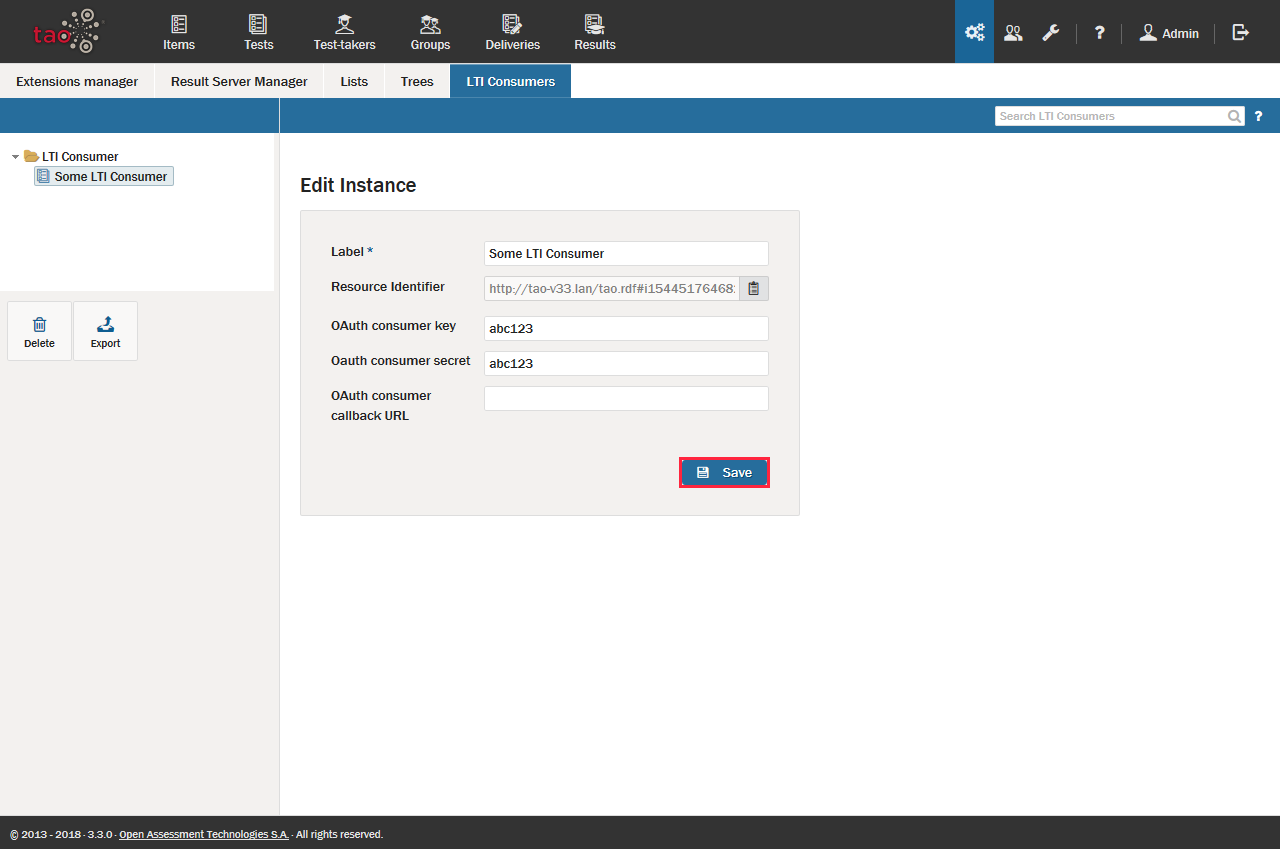 tao
Items
Tests
Test-takers
Groups
Deliveries
Results
?
Admin
Extensions manager
Result Server Manager
Lists
Trees
LTI Consumers
Search LTI Consumers
?
LTI Consumer
Some LTI Consumer
Delete
Export
Edit Instance
Label *
Some LTI Consumer
Resource Identifier
http://tao-v33.lan/tao.rdf#i154451764682
OAuth consumer key
abc123
Oauth consumer secret
abc123
OAuth consumer
callback URL
Save
© 2013 - 2018 · 3.3.0 · Open Assessment Technologies S.A. · All rights reserved.